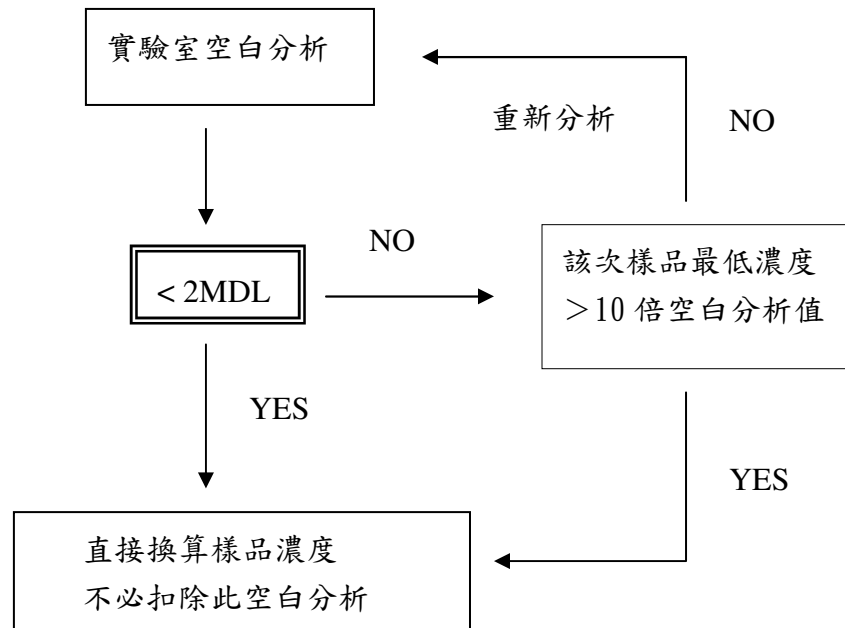 實驗室空白分析
重新分析
NO
NO
< 2MDL
該次樣品最低濃度
＞10 倍空白分析值
YES
YES
直接換算樣品濃度
不必扣除此空白分析